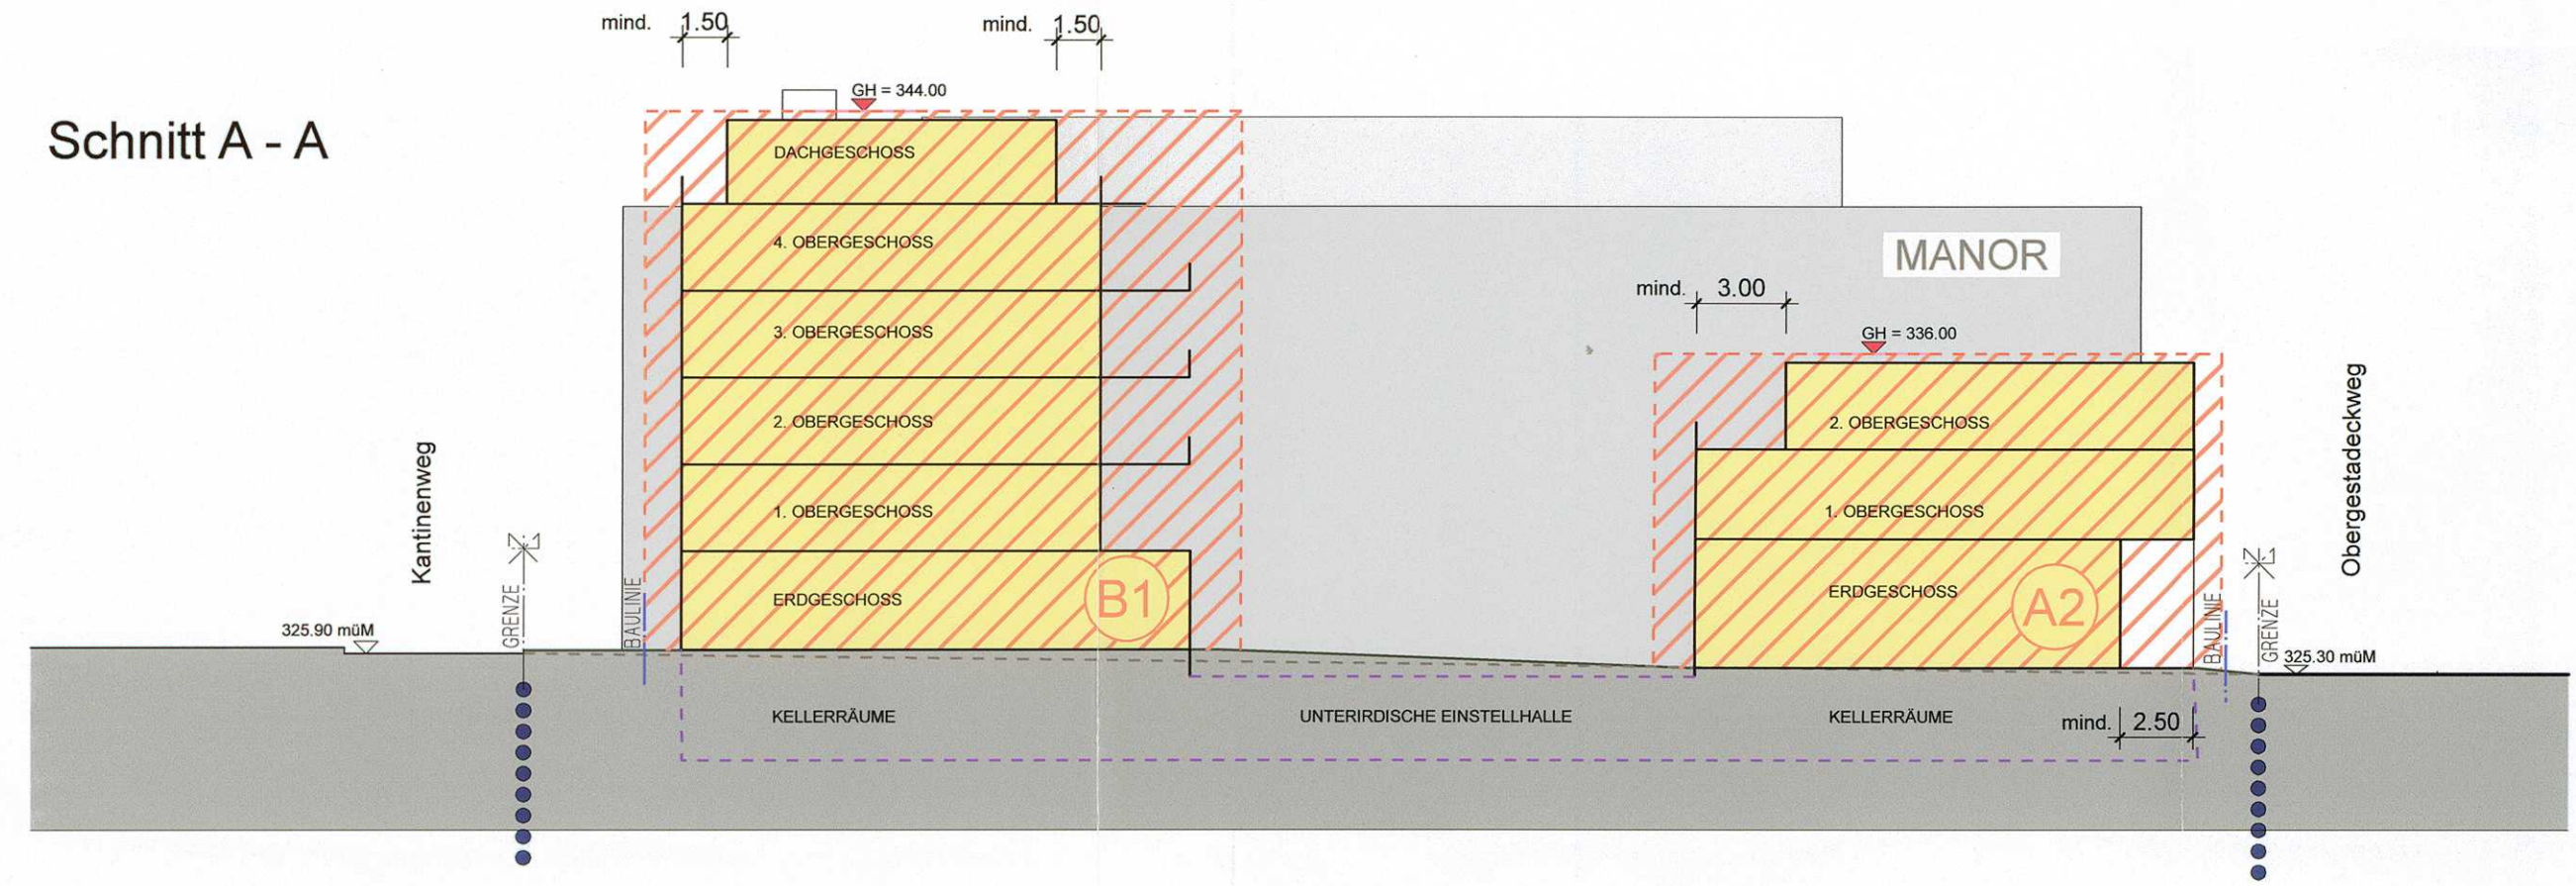 mind. 1.50
mind. 1.50
GH = 344.00
Schnitt A - A
DACHGESCHOSS
4. OBERGESCHOSS
MANOR
mind. 3.00
3. OBERGESCHOSS
GH = 336.00
2. OBERGESCHOSS
2. OBERGESCHOSS
Kantinenweg
Obergestadeckweg
1. OBERGESCHOSS
1. OBERGESCHOSS
GRENZE
BAULINIE
ERDGESCHOSS
B1
ERDGESCHOSS
A2
BAULINIE
GRENZE
325.90 müM
325.30 müM
KELLERRÄUME
UNTERIRDISCHE EINSTELLHALLE
KELLERRÄUME
mind. 2.50